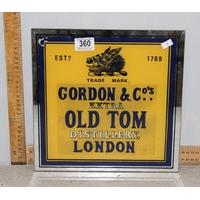 360
ESTD 1769
TRADE MARK.
GORDON & Co's.
EXTRA
OLD TOM
DISTILLERY,
LONDON